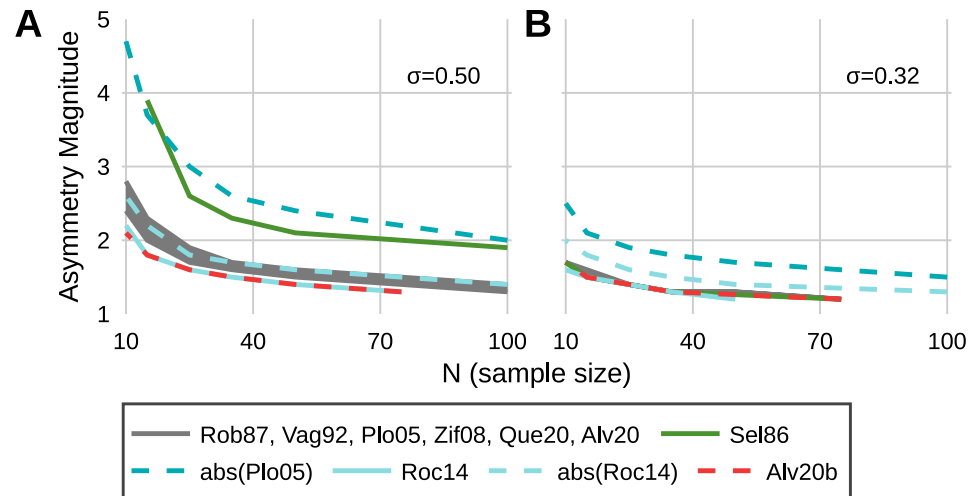 A
B
5
4
3
2
1
Asymmetry Magnitude
σ=0.50
σ=0.32
10 40 70 100
10 40 70 100
N (sample size)
Rob87, Vag92, Plo05, Zif08, Que20, Alv20 Sel86
abs(Plo05) Roc14 abs(Roc14) Alv20b